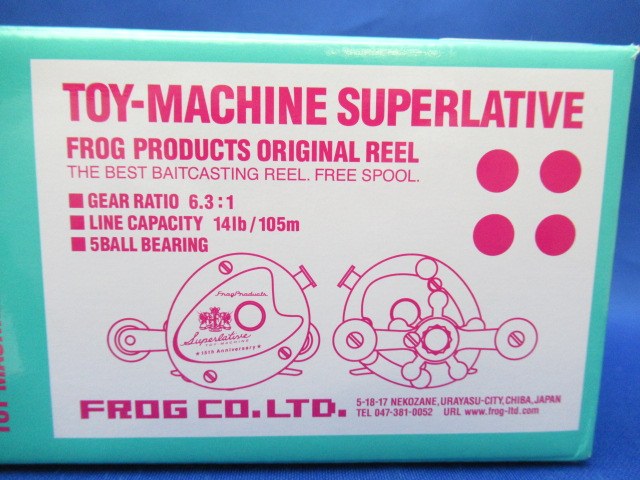 TOY-MACHINE SUPERLATIVE
FROG PRODUCTS ORIGINAL REEL
THE BEST BAITCASTING REEL. FREE SPOOL.
■ GEAR RATIO 6.3:1
■ LINE CAPACITY 14lb/105m
■ 5BALL BEARING
FrogProducts
Superlative
TOY-MACHINE
★ 15th Anniversary ★
FROG CO.LTD.
5-18-17 NEKOZANE,URAYASU-CITY,CHIBA,JAPAN
TEL 047-381-0052 URL www.frog-ltd.com